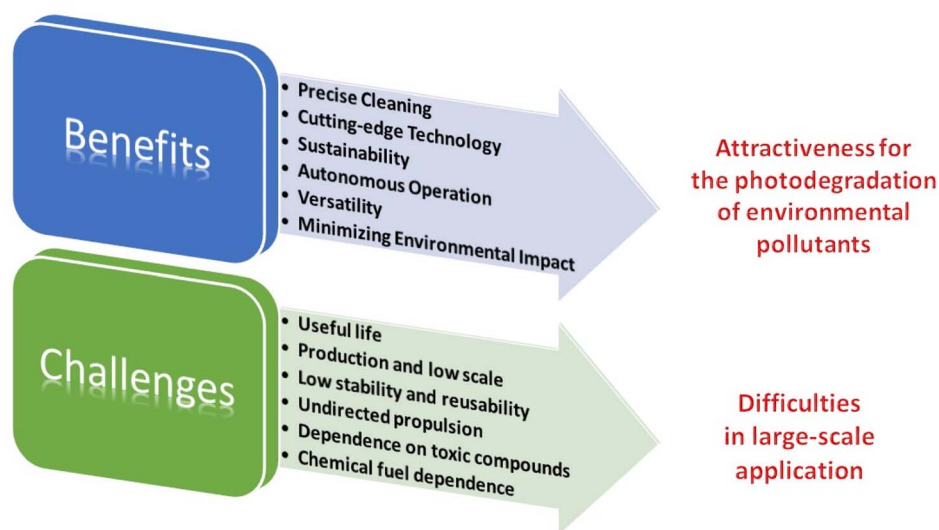 Benefits
• Precise Cleaning
• Cutting-edge Technology
• Sustainability
• Autonomous Operation
• Versatility
• Minimizing Environmental Impact
Attractiveness for
the photodegradation
of environmental
pollutants
Challenges
• Useful life
• Production and low scale
• Low stability and reusability
• Undirected propulsion
• Dependence on toxic compounds
• Chemical fuel dependence
Difficulties
in large-scale
application